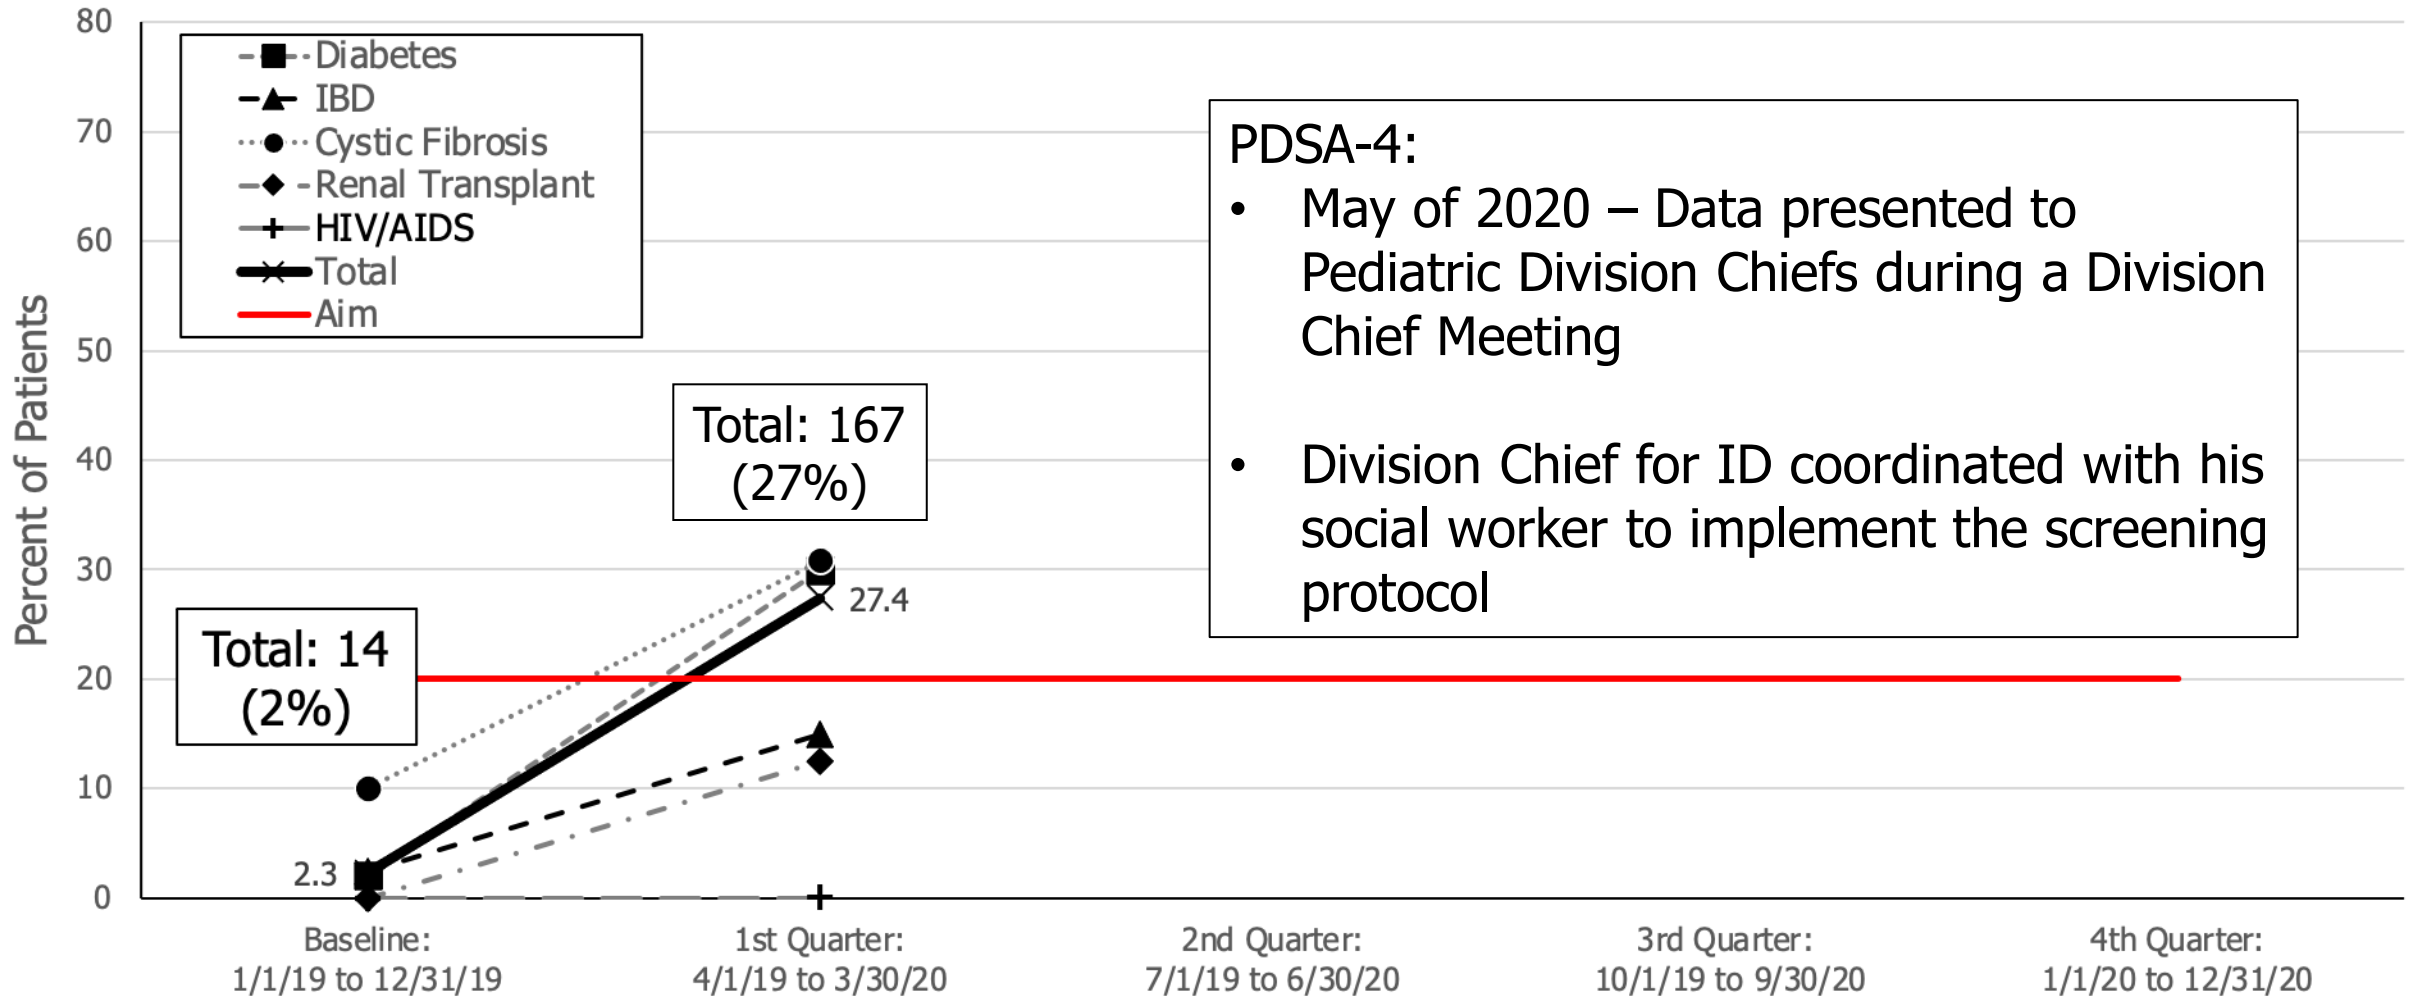 80
70
60
50
40
30
20
10
0
Percent of Patients
Diabetes
IBD
Cystic Fibrosis
Renal Transplant
HIV/AIDS
Total
Aim
PDSA-4:
• May of 2020 – Data presented to
Pediatric Division Chiefs during a Division
Chief Meeting
• Division Chief for ID coordinated with his
social worker to implement the screening
protocol
Total: 167
(27%)
27.4
Total: 14
(2%)
2.3
Baseline:
1/1/19 to 12/31/19
1st Quarter:
4/1/19 to 3/30/20
2nd Quarter:
7/1/19 to 6/30/20
3rd Quarter:
10/1/19 to 9/30/20
4th Quarter:
1/1/20 to 12/31/20